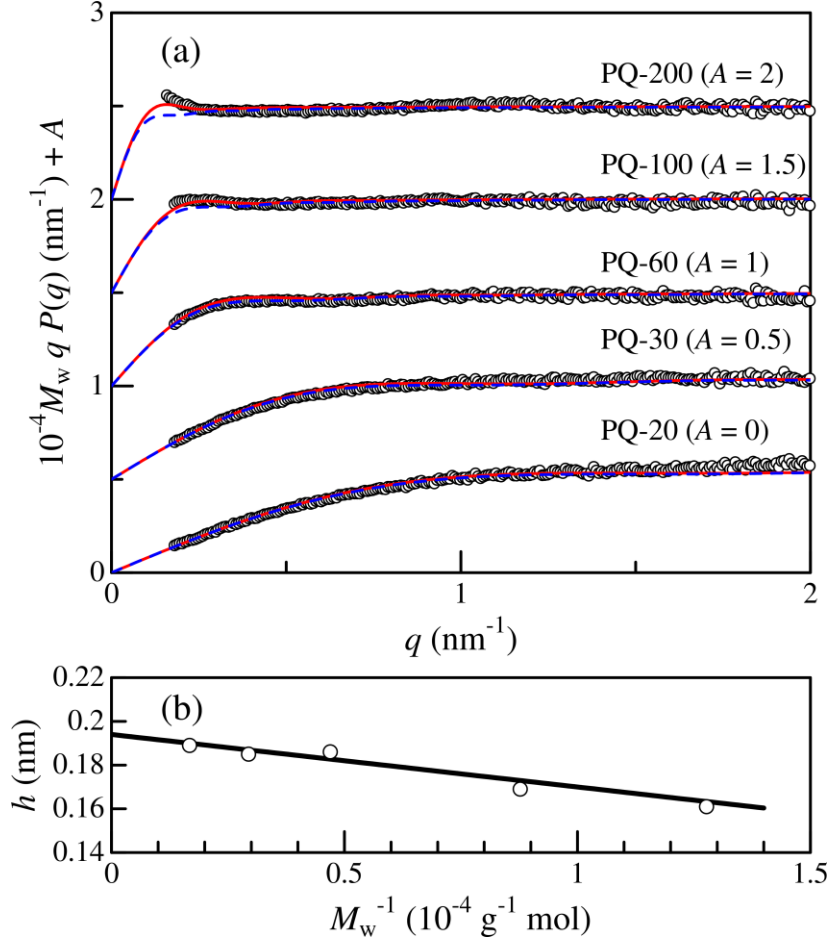 (a)
3
2
1
0
10⁻⁴M_w q P(q) (nm⁻¹) + A
PQ-200 (A = 2)
PQ-100 (A = 1.5)
PQ-60 (A = 1)
PQ-30 (A = 0.5)
PQ-20 (A = 0)
0 1 2
q (nm⁻¹)
(b)
0.22
0.2
0.18
0.16
0.14
h (nm)
0 0.5 1 1.5
M_w⁻¹ (10⁻⁴ g⁻¹ mol)